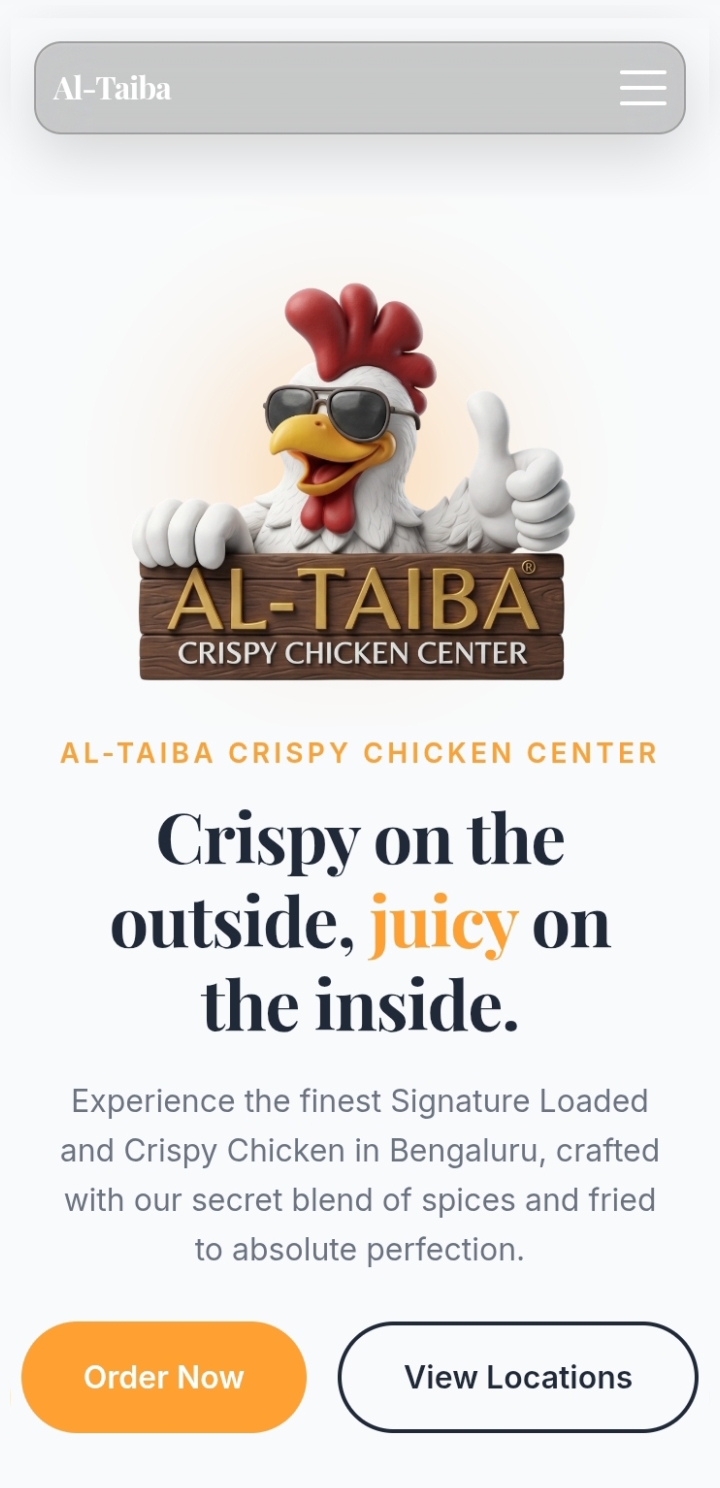 Al-Taiba
AL-TAIBA®
CRISPY CHICKEN CENTER
AL-TAIBA CRISPY CHICKEN CENTER
Crispy on the
outside, juicy on
the inside.
Experience the finest Signature Loaded
and Crispy Chicken in Bengaluru, crafted
with our secret blend of spices and fried
to absolute perfection.
Order Now
View Locations